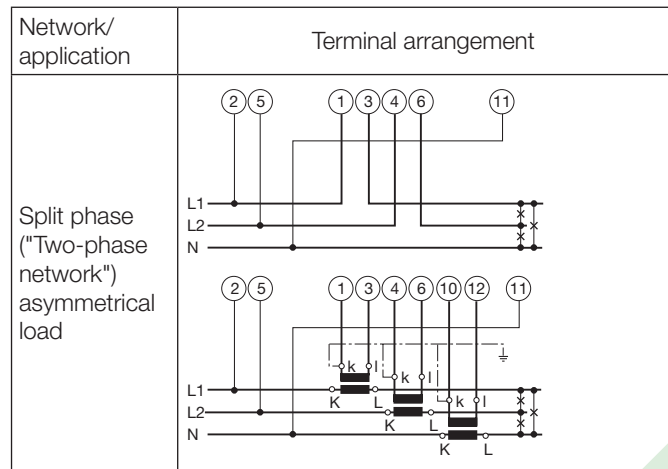 Network/
application
Terminal arrangement
Split phase
("Two-phase
network")
asymmetrical
load
2 5 1 3 4 6 11
L1
L2
N
2 5 1 3 4 6 10 12 11
k l
k l
k l
L1
K L
L2
K L
N
K L